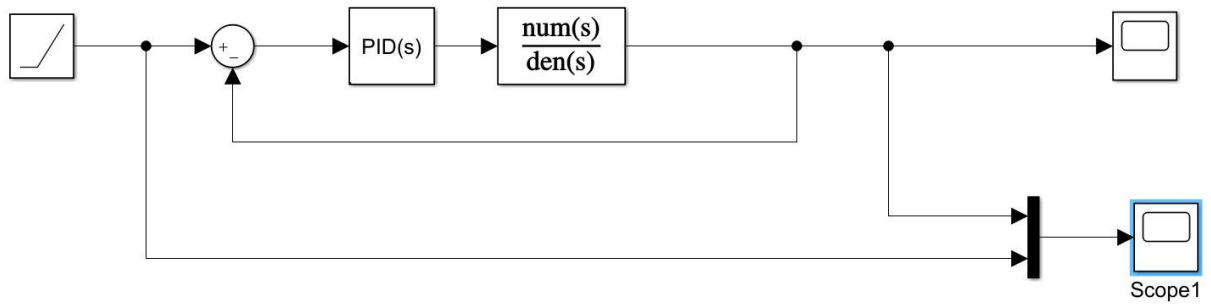 +
−
PID(s)
num(s)
den(s)
Scope1